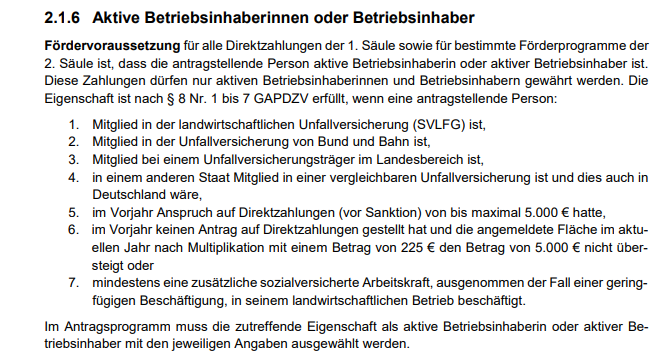 2.1.6 Aktive Betriebsinhaberinnen oder Betriebsinhaber
Fördervoraussetzung für alle Direktzahlungen der 1. Säule sowie für bestimmte Förderprogramme der
2. Säule ist, dass die antragstellende Person aktive Betriebsinhaberin oder aktiver Betriebsinhaber ist.
Diese Zahlungen dürfen nur aktiven Betriebsinhaberinnen und Betriebsinhabern gewährt werden. Die
Eigenschaft ist nach § 8 Nr. 1 bis 7 GAPDZV erfüllt, wenn eine antragstellende Person:
1. Mitglied in der landwirtschaftlichen Unfallversicherung (SVLFG) ist,
2. Mitglied in der Unfallversicherung von Bund und Bahn ist,
3. Mitglied bei einem Unfallversicherungsträger im Landesbereich ist,
4. in einem anderen Staat Mitglied in einer vergleichbaren Unfallversicherung ist und dies auch in
Deutschland wäre,
5. im Vorjahr Anspruch auf Direktzahlungen (vor Sanktion) von bis maximal 5.000 € hatte,
6. im Vorjahr keinen Antrag auf Direktzahlungen gestellt hat und die angemeldete Fläche im aktu-
ellen Jahr nach Multiplikation mit einem Betrag von 225 € den Betrag von 5.000 € nicht über-
steigt oder
7. mindestens eine zusätzliche sozialversicherte Arbeitskraft, ausgenommen der Fall einer gering-
fügigen Beschäftigung, in seinem landwirtschaftlichen Betrieb beschäftigt.
Im Antragsprogramm muss die zutreffende Eigenschaft als aktive Betriebsinhaberin oder aktiver Be-
triebsinhaber mit den jeweiligen Angaben ausgewählt werden.